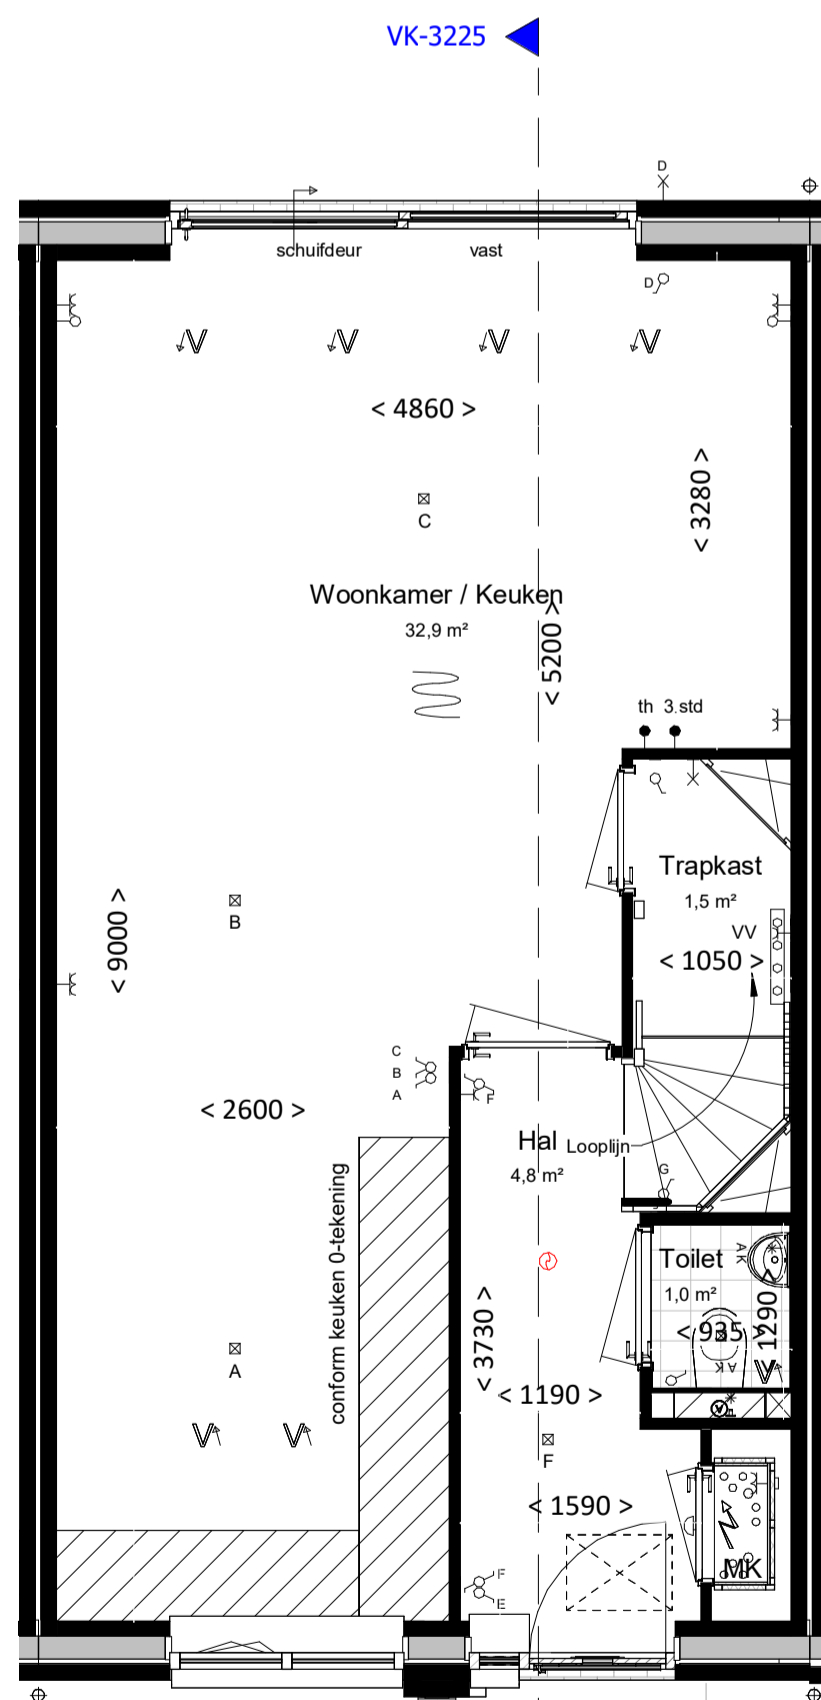 VK-3225
D
schuifdeur
vast
D
V
V
V
V
< 4860 >
< 3280 >
C
Woonkamer / Keuken
32,9 m²
< 5200 >
th 3.std
Trapkast
1,5 m²
B
VV
< 9000 >
< 1050 >
C
B
A
F
< 2600 >
Hal
Looplijn
4,8 m²
G
conform keuken 0-tekening
AK
Toilet
1,0 m²
< 1290 >
< 935 >
A
AK
V
< 3730 >
< 1190 >
V
V
V
F
< 1590 >
MK
F
E